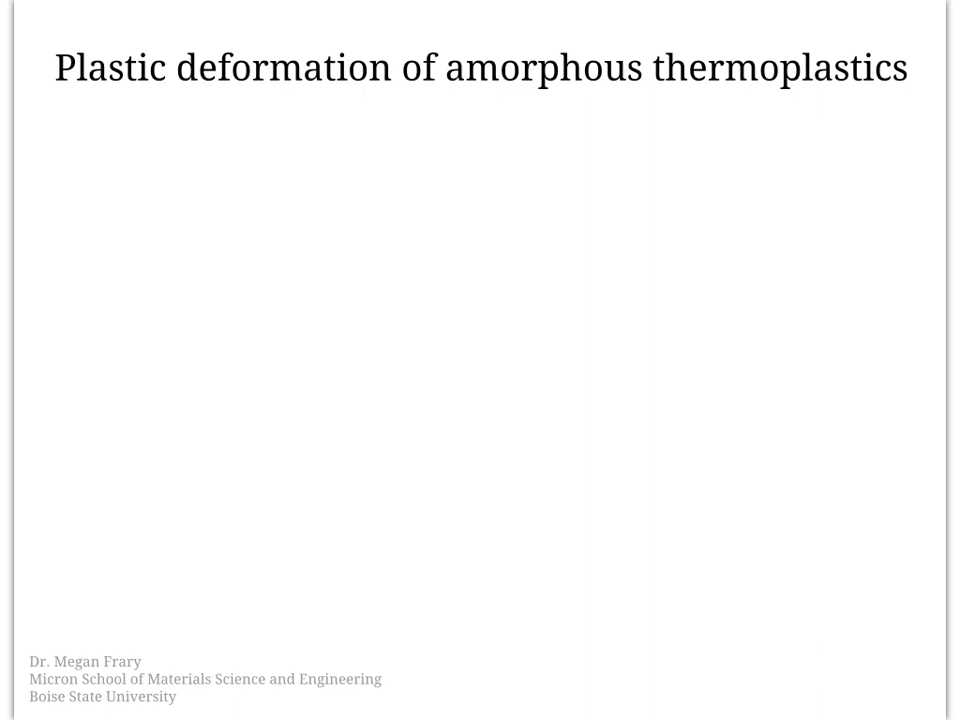 Plastic deformation of amorphous thermoplastics
Dr. Megan Frary
Micron School of Materials Science and Engineering
Boise State University